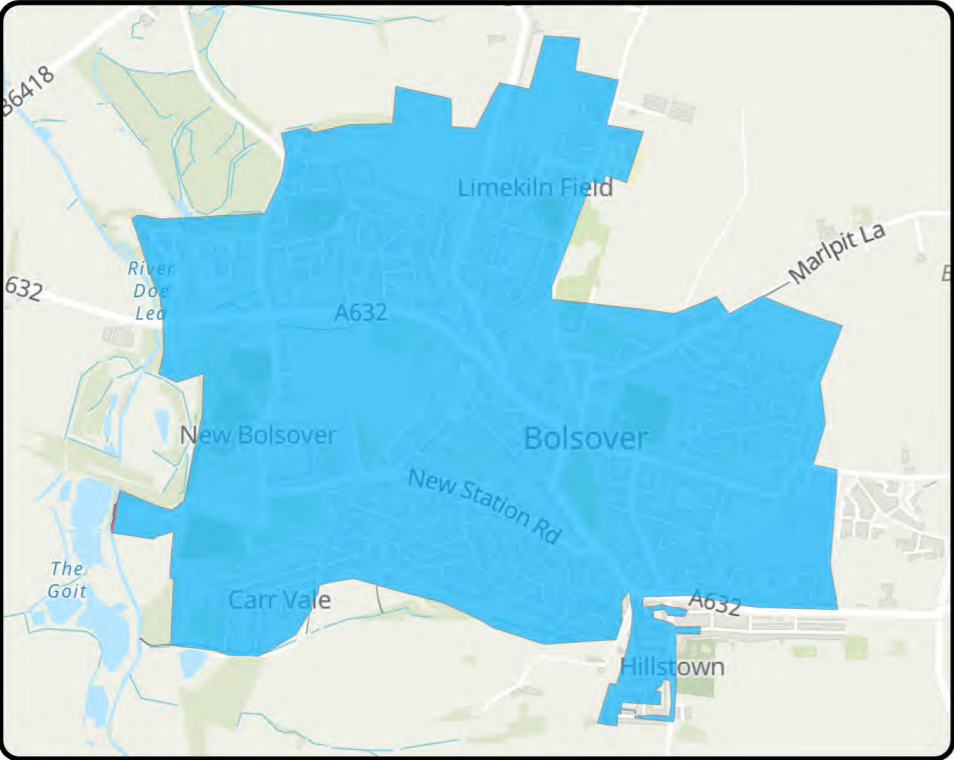 B6418
Limekiln Field
Marlpit La
River
Doe
Lea
632
A632
New Bolsover
Bolsover
New Station Rd
The
Goit
Carr Vale
A632
Hillstown